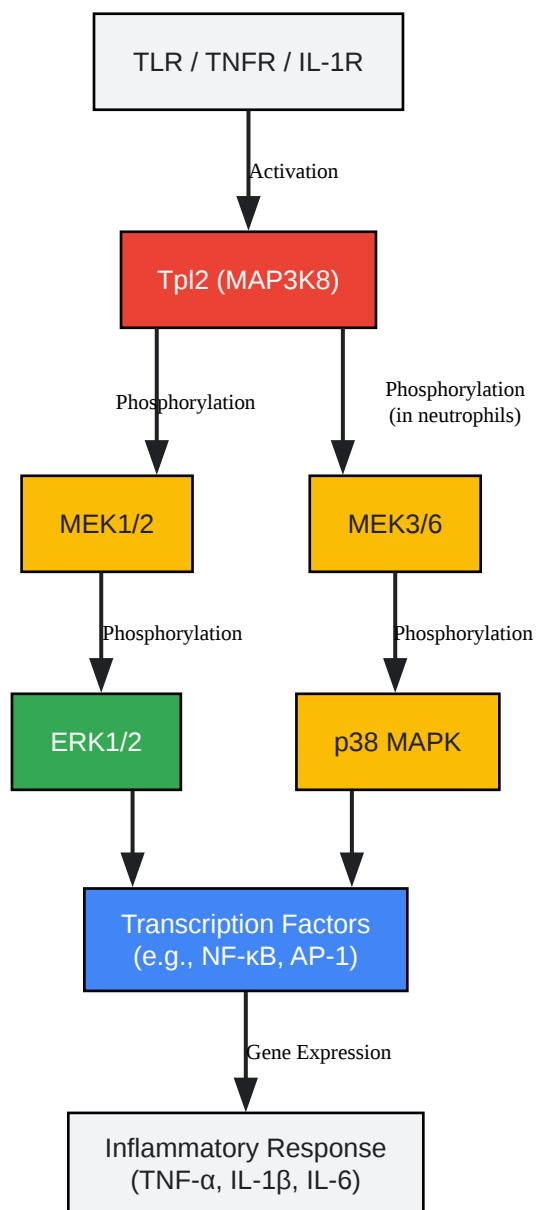 TLR / TNFR / IL-1R
Activation
Tpl2 (MAP3K8)
Phosphorylation
Phosphorylation
(in neutrophils)
MEK1/2
MEK3/6
Phosphorylation
Phosphorylation
ERK1/2
p38 MAPK
Transcription Factors
(e.g., NF-κB, AP-1)
Gene Expression
Inflammatory Response
(TNF-α, IL-1β, IL-6)